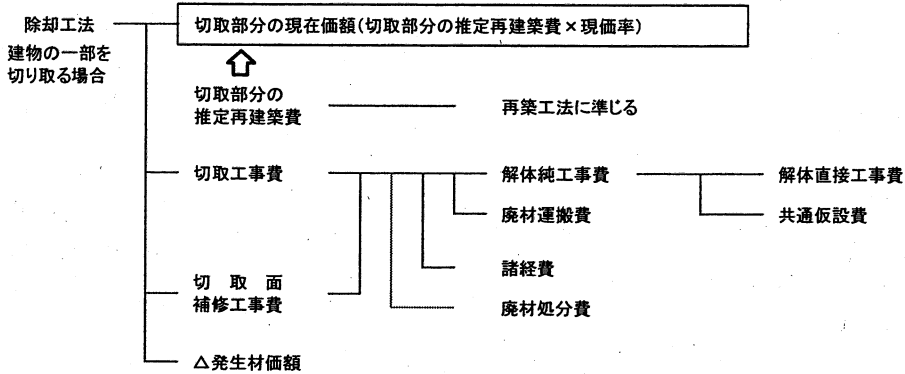 除却工法
建物の一部を
切り取る場合
切取部分の現在価額(切取部分の推定再建築費×現価率)
切取部分の
推定再建築費
再築工法に準じる
切取工事費
解体純工事費
解体直接工事費
廃材運搬費
共通仮設費
諸経費
切取面
補修工事費
廃材処分費
△発生材価額